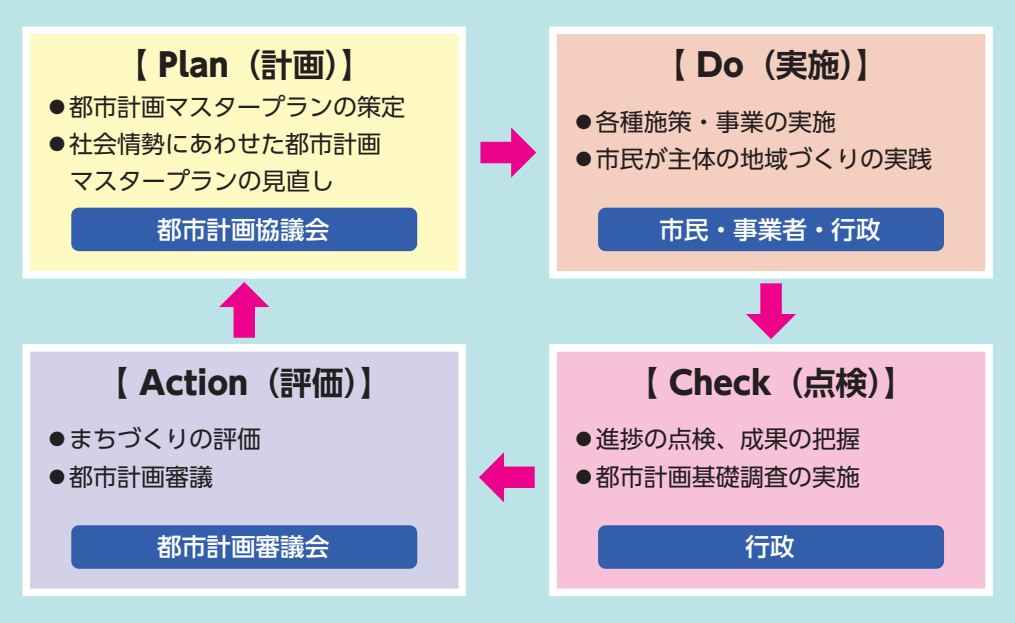 【 Plan（計画）】
●都市計画マスタープランの策定
●社会情勢にあわせた都市計画
マスタープランの見直し
都市計画協議会
【 Do（実施）】
●各種施策・事業の実施
●市民が主体の地域づくりの実践
市民・事業者・行政
【 Action（評価）】
●まちづくりの評価
●都市計画審議
都市計画審議会
【 Check（点検）】
●進捗の点検、成果の把握
●都市計画基礎調査の実施
行政